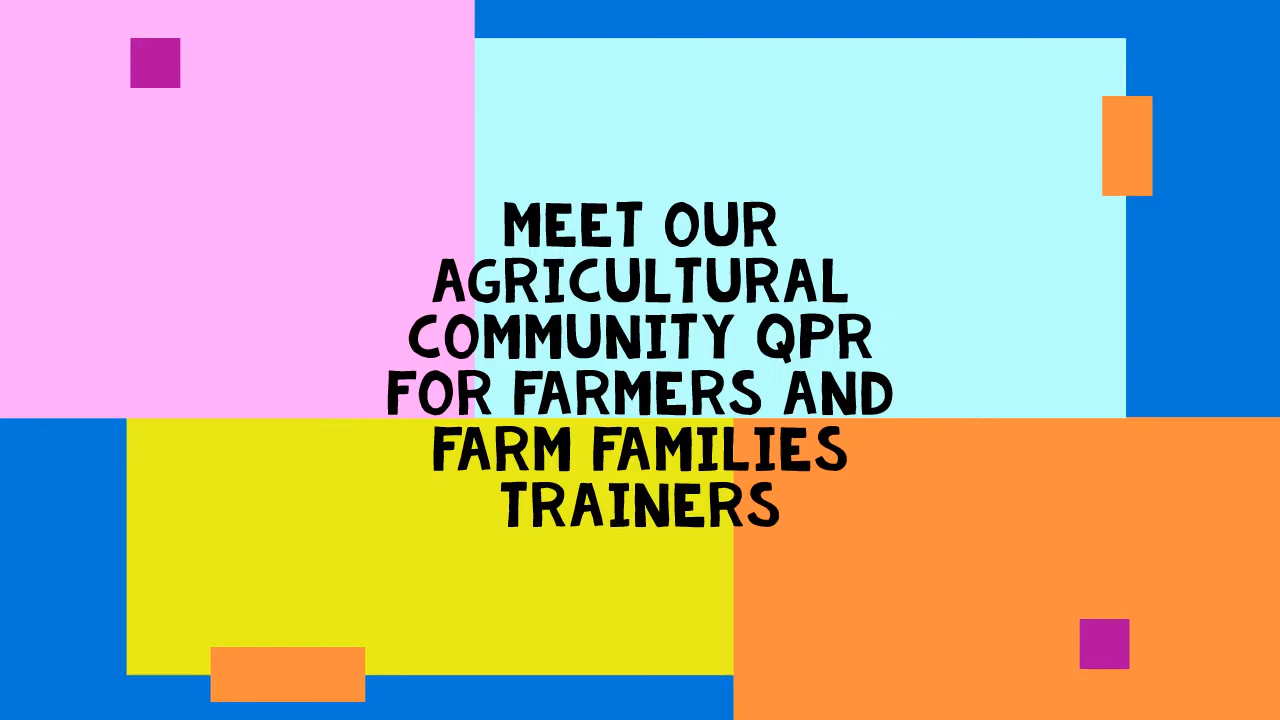 MEET OUR
AGRICULTURAL
COMMUNITY QPR
FOR FARMERS AND
FARM FAMILIES
TRAINERS